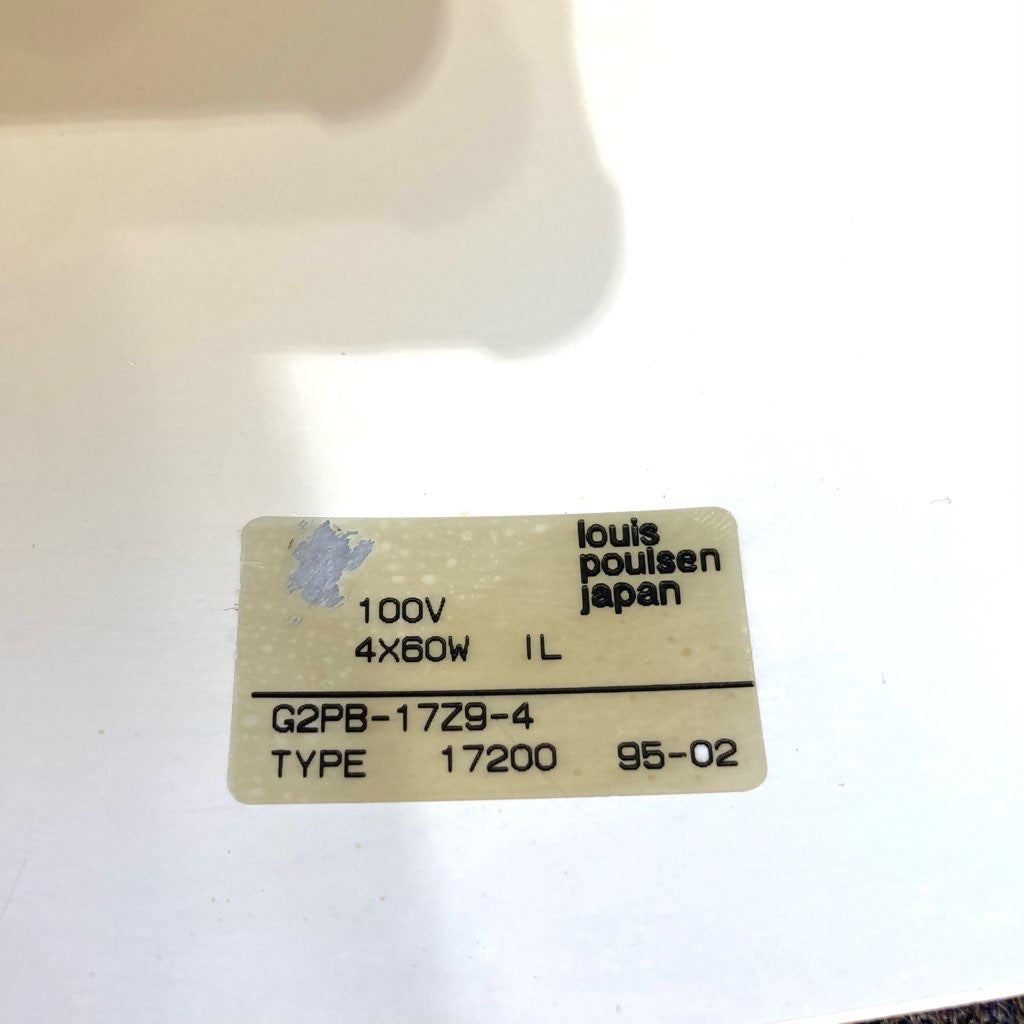 louis
poulsen
japan
100V
4X60W IL
G2PB-17Z9-4
TYPE 17200 95-02